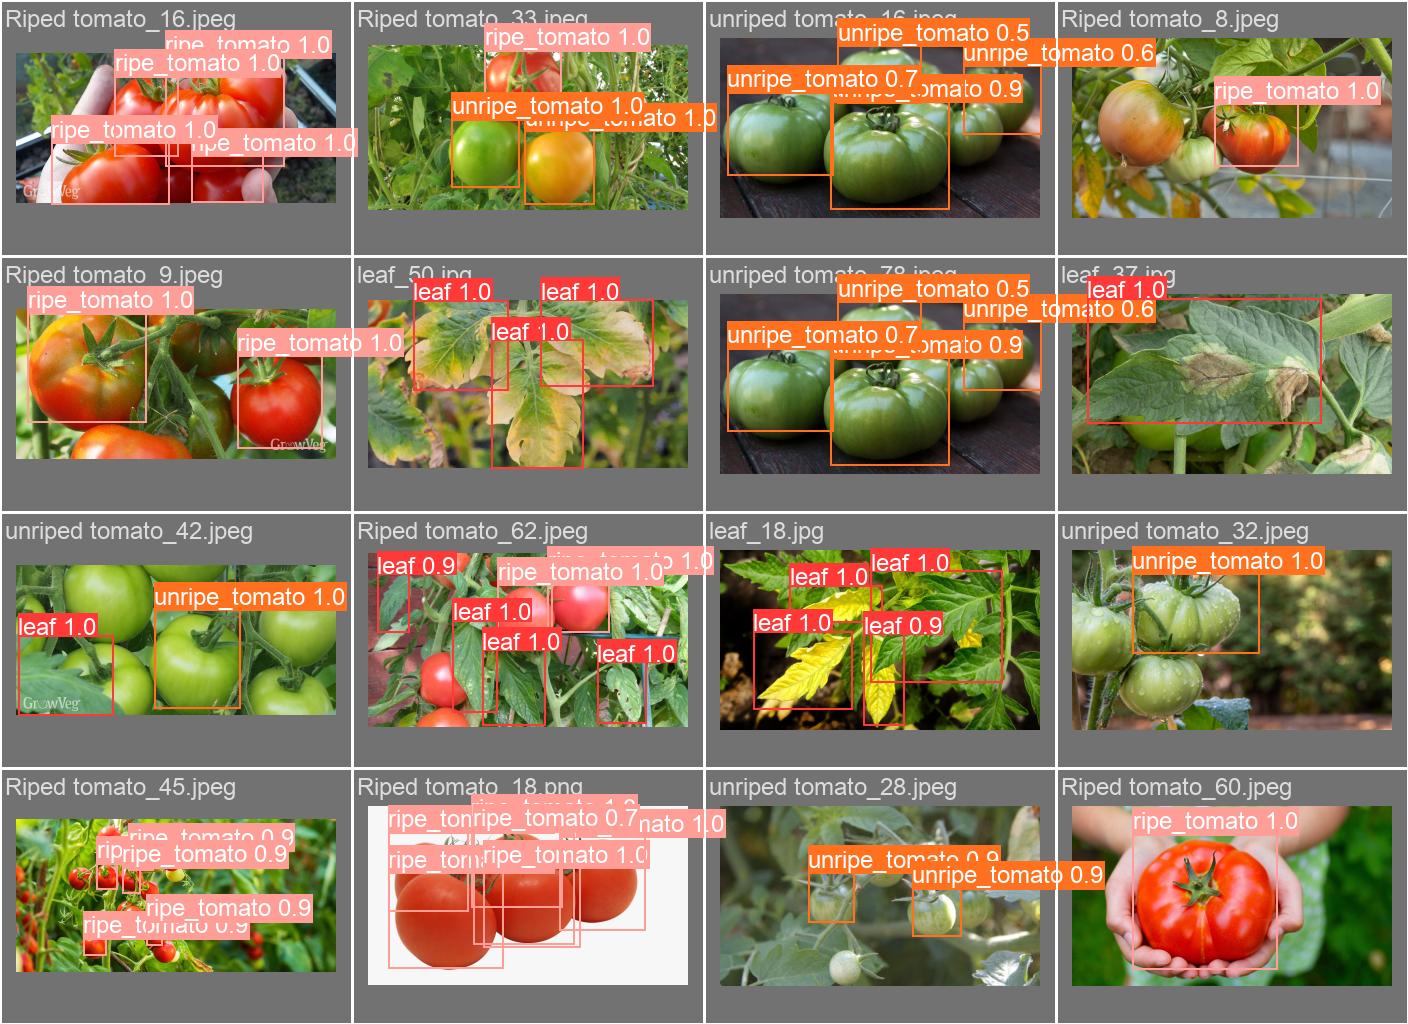 Riped tomato_16.jpeg
ripe_tomato 1.0
ripe_tomato 1.0
ripe_tomato 1.0
ripe_tomato 1.0
GrowVeg
Riped tomato_33.jpeg
ripe_tomato 1.0
unripe_tomato 1.0
unripe_tomato 1.0
unriped tomato_16.jpeg
unripe_tomato 0.5
unripe_tomato 0.6
unripe_tomato 0.7
unripe_tomato 0.9
Riped tomato_8.jpeg
ripe_tomato 1.0
Riped tomato_9.jpeg
ripe_tomato 1.0
ripe_tomato 1.0
GrowVeg
leaf_50.jpg
leaf 1.0
leaf 1.0
leaf 1.0
unriped tomato_78.jpeg
unripe_tomato 0.5
unripe_tomato 0.6
unripe_tomato 0.7
unripe_tomato 0.9
leaf_37.jpg
leaf 1.0
unriped tomato_42.jpeg
unripe_tomato 1.0
leaf 1.0
GrowVeg
Riped tomato_62.jpeg
leaf 0.9
ripe_tomato 1.0
ripe_tomato 1.0
leaf 1.0
leaf 1.0
leaf 1.0
leaf_18.jpg
leaf 1.0
leaf 1.0
leaf 1.0
leaf 0.9
unriped tomato_32.jpeg
unripe_tomato 1.0
Riped tomato_45.jpeg
ripe_tomato 0.9
rip
ripe_tomato 0.9
ripe_tomato 0.9
ripe_tomato 0.9
Riped tomato_18.png
ripe_tom
ripe_tomato 0.7
mato 1.0
ripe_tom
ripe_tomato 1.0
unriped tomato_28.jpeg
unripe_tomato 0.9
unripe_tomato 0.9
Riped tomato_60.jpeg
ripe_tomato 1.0